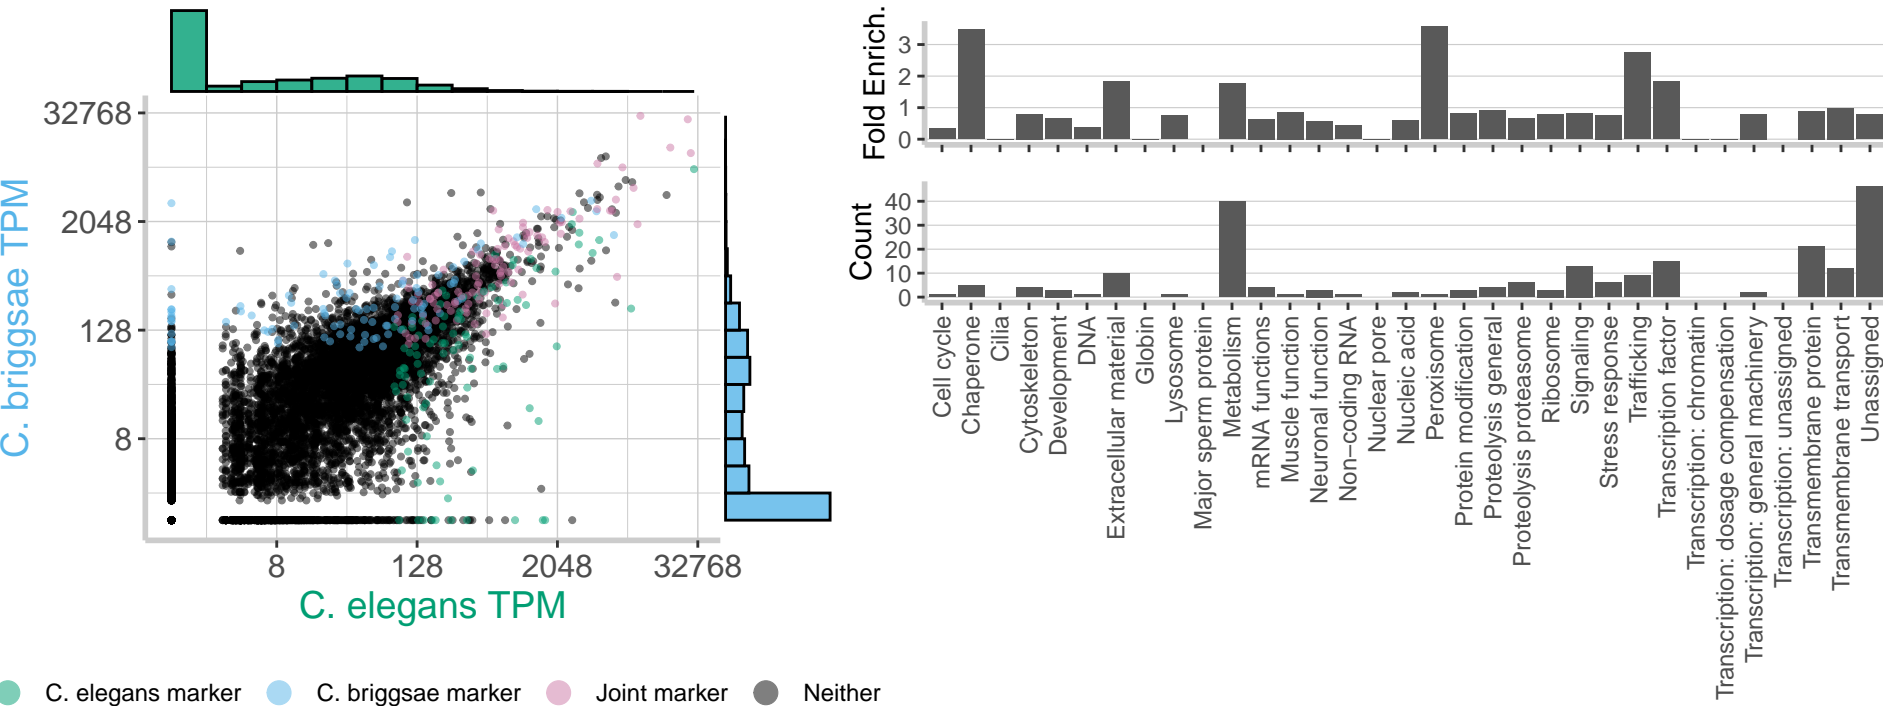 32768
2048
128
8
C. briggsae TPM
8
128
2048
32768
C. elegans TPM
C. elegans marker
C. briggsae marker
Joint marker
Neither
Fold Enrich.
3
2
1
0
Count
40
30
20
10
0
Cell cycle
Chaperone
Cilia
Cytoskeleton
Development
DNA
Extracellular material
Globin
Lysosome
Major sperm protein
Metabolism
mRNA functions
Muscle function
Neuronal function
Non−coding RNA
Nuclear pore
Nucleic acid
Peroxisome
Protein modification
Proteolysis general
Proteolysis proteasome
Ribosome
Signaling
Stress response
Trafficking
Transcription factor
Transcription: chromatin
Transcription: dosage compensation
Transcription: general machinery
Transcription: unassigned
Transmembrane protein
Transmembrane transport
Unassigned